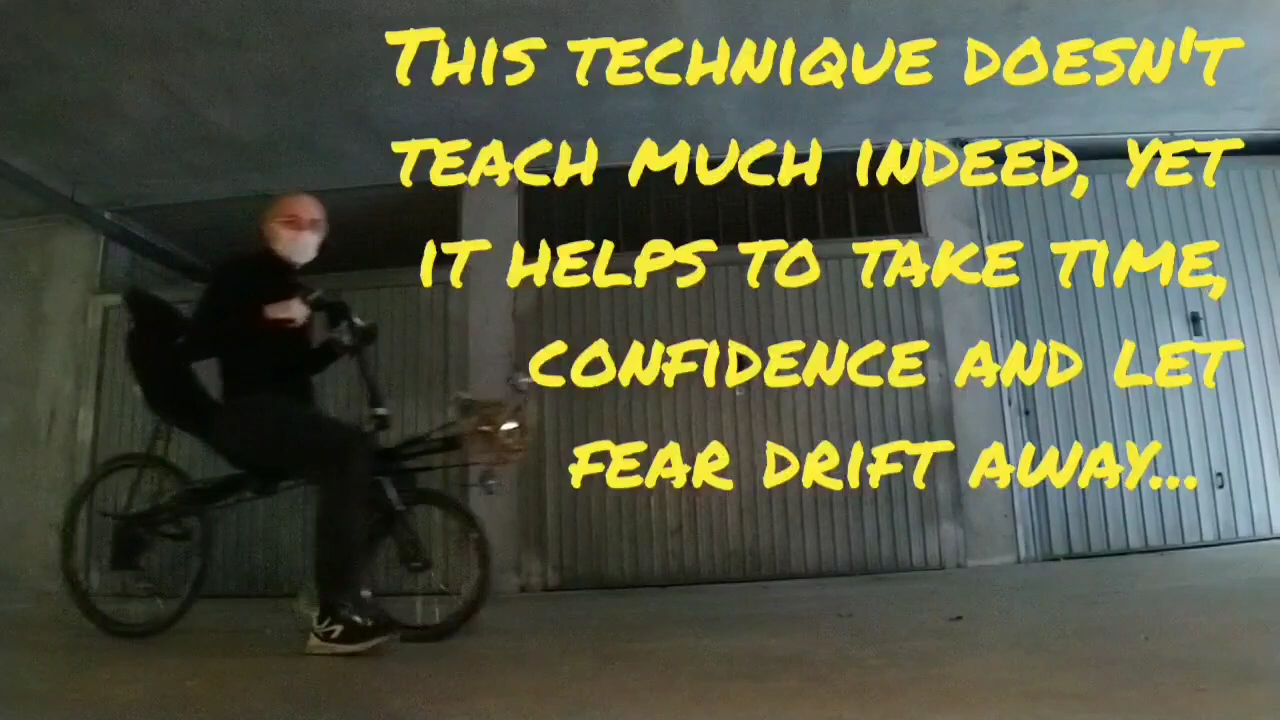 This technique doesn't
teach much indeed, yet
it helps to take time,
confidence and let
fear drift away...